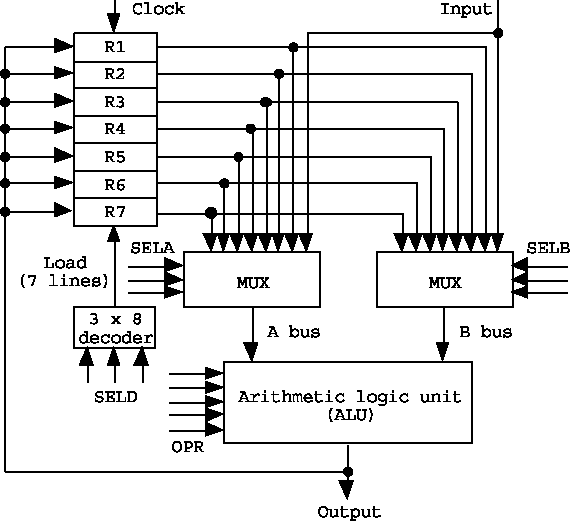 Clock
Input
R1
R2
R3
R4
R5
R6
R7
SELA
SELB
Load
(7 lines)
MUX
MUX
3 x 8
decoder
A bus
B bus
SELD
Arithmetic logic unit
(ALU)
OPR
Output